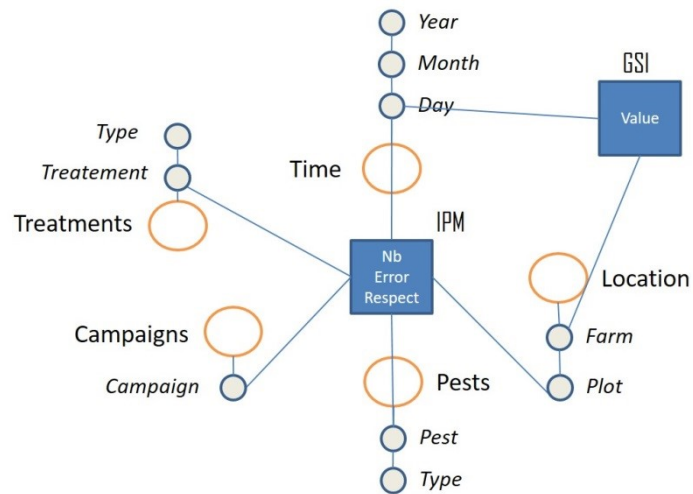 Year
Month
GSI
Day
Value
Type
Treatement
Time
Treatments
IPM
Nb
Error
Respect
Location
Campaigns
Farm
Campaign
Pests
Plot
Pest
Type